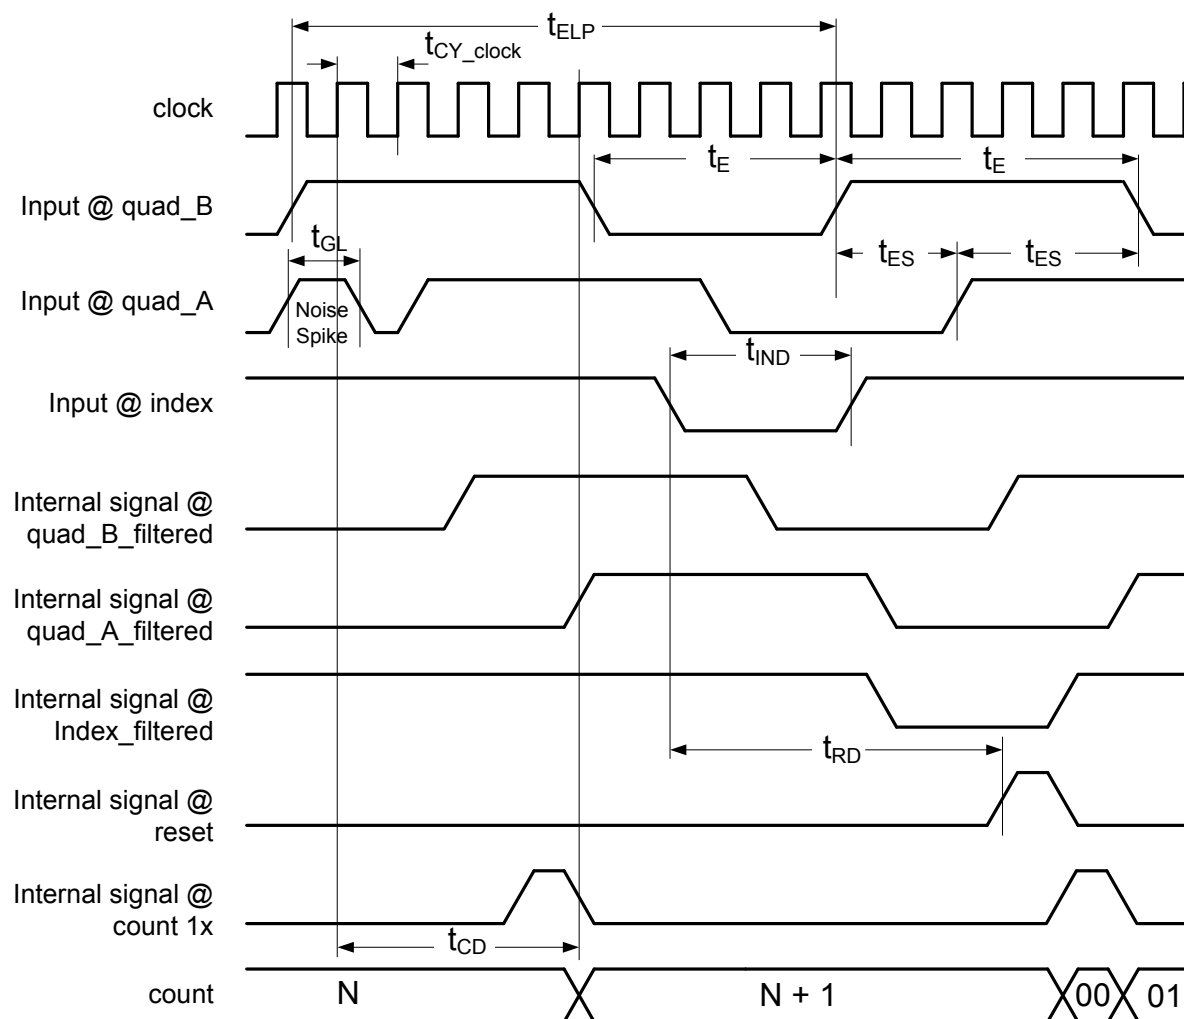 tELP
tCY_clock
clock
tE
tE
Input @ quad_B
tGL
tES
tES
Input @ quad_A
Noise
Spike
tIND
Input @ index
Internal signal @
quad_B_filtered
Internal signal @
quad_A_filtered
Internal signal @
Index_filtered
tRD
Internal signal @
reset
Internal signal @
count 1x
tCD
count
N
N + 1
00
01